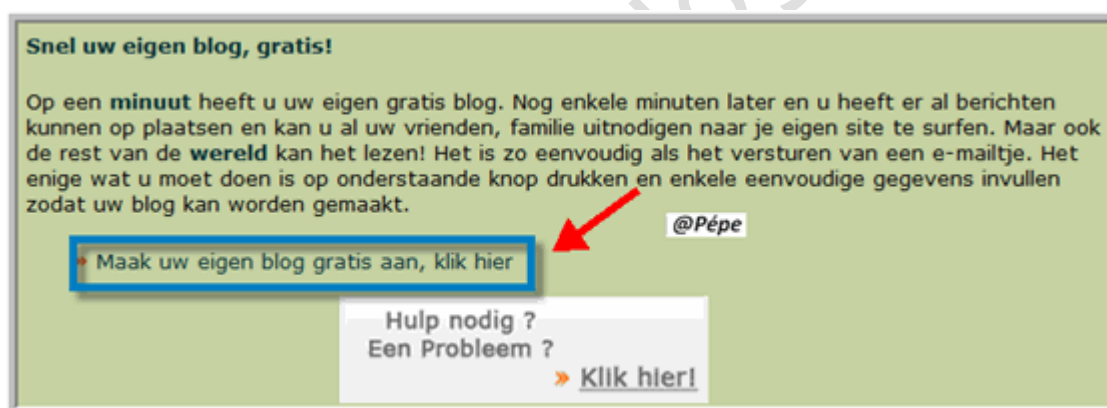 Snel uw eigen blog, gratis!
Op een minuut heeft u uw eigen gratis blog. Nog enkele minuten later en u heeft er al berichten
kunnen op plaatsen en kan u al uw vrienden, familie uitnodigen naar je eigen site te surfen. Maar ook
de rest van de wereld kan het lezen! Het is zo eenvoudig als het versturen van een e-mailtje. Het
enige wat u moet doen is op onderstaande knop drukken en enkele eenvoudige gegevens invullen
zodat uw blog kan worden gemaakt.
@Pépe
» Maak uw eigen blog gratis aan, klik hier
Hulp nodig ?
Een Probleem ?
» Klik hier!